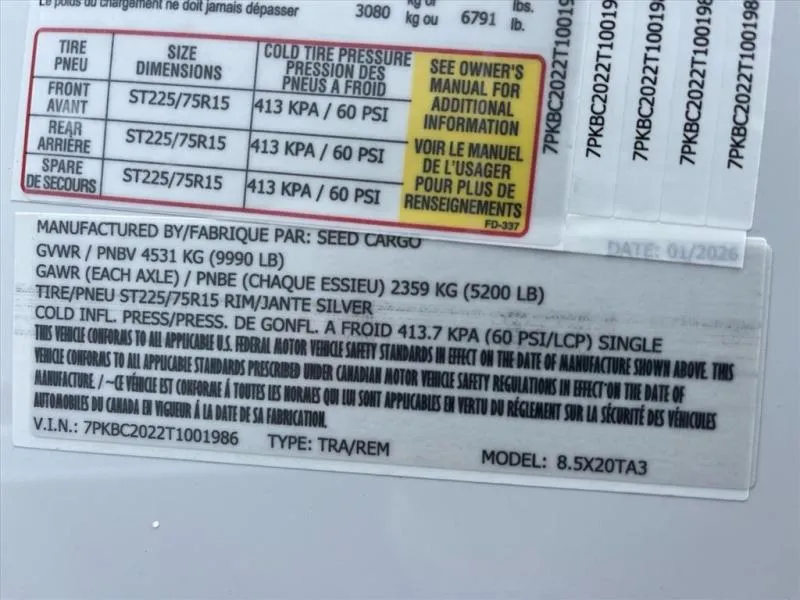 Le poids du chargement ne doit jamais dépasser 3080 kg ou 6791 lb.
lbs.
TIRE PNEU
SIZE DIMENSIONS
COLD TIRE PRESSURE
PRESSION DES
PNEUS A FROID
SEE OWNER'S
MANUAL FOR
ADDITIONAL
INFORMATION
VOIR LE MANUEL
DE L'USAGER
POUR PLUS DE
RENSEIGNEMENTS
FD-337
FRONT AVANT
ST225/75R15
413 KPA / 60 PSI
REAR ARRIÈRE
ST225/75R15
413 KPA / 60 PSI
SPARE DE SECOURS
ST225/75R15
413 KPA / 60 PSI
7PKBC2022T10019
7PKBC2022T100198
7PKBC2022T100198
7PKBC2022T100198
7PKBC2022T100198
MANUFACTURED BY/FABRIQUE PAR: SEED CARGO
DATE: 01/2026
GVWR / PNBV 4531 KG (9990 LB)
GAWR (EACH AXLE) / PNBE (CHAQUE ESSIEU) 2359 KG (5200 LB)
TIRE/PNEU ST225/75R15 RIM/JANTE SILVER
COLD INFL. PRESS/PRESS. DE GONFL. A FROID 413.7 KPA (60 PSI/LCP) SINGLE
THIS VEHICLE CONFORMS TO ALL APPLICABLE U.S. FEDERAL MOTOR VEHICLE SAFETY STANDARDS IN EFFECT ON THE DATE OF MANUFACTURE SHOWN ABOVE. THIS
VEHICLE CONFORMS TO ALL APPLICABLE STANDARDS PRESCRIBED UNDER CANADIAN MOTOR VEHICLE SAFETY REGULATIONS IN EFFECT ON THE DATE OF
MANUFACTURE. / ~CE VÉHICLE EST CONFORME Á TOUTES LES NORMES QUI LUI SONT APPLICABLES EN VERTU DU RÉGLEMENT SUR LA SÉCURITÉ DES VÉHICULES
AUTOMOBILES DU CANADA EN VIGUEUR Á LA DATE DE SA FABRICATION.
V.I.N.: 7PKBC2022T1001986 TYPE: TRA/REM MODEL: 8.5X20TA3